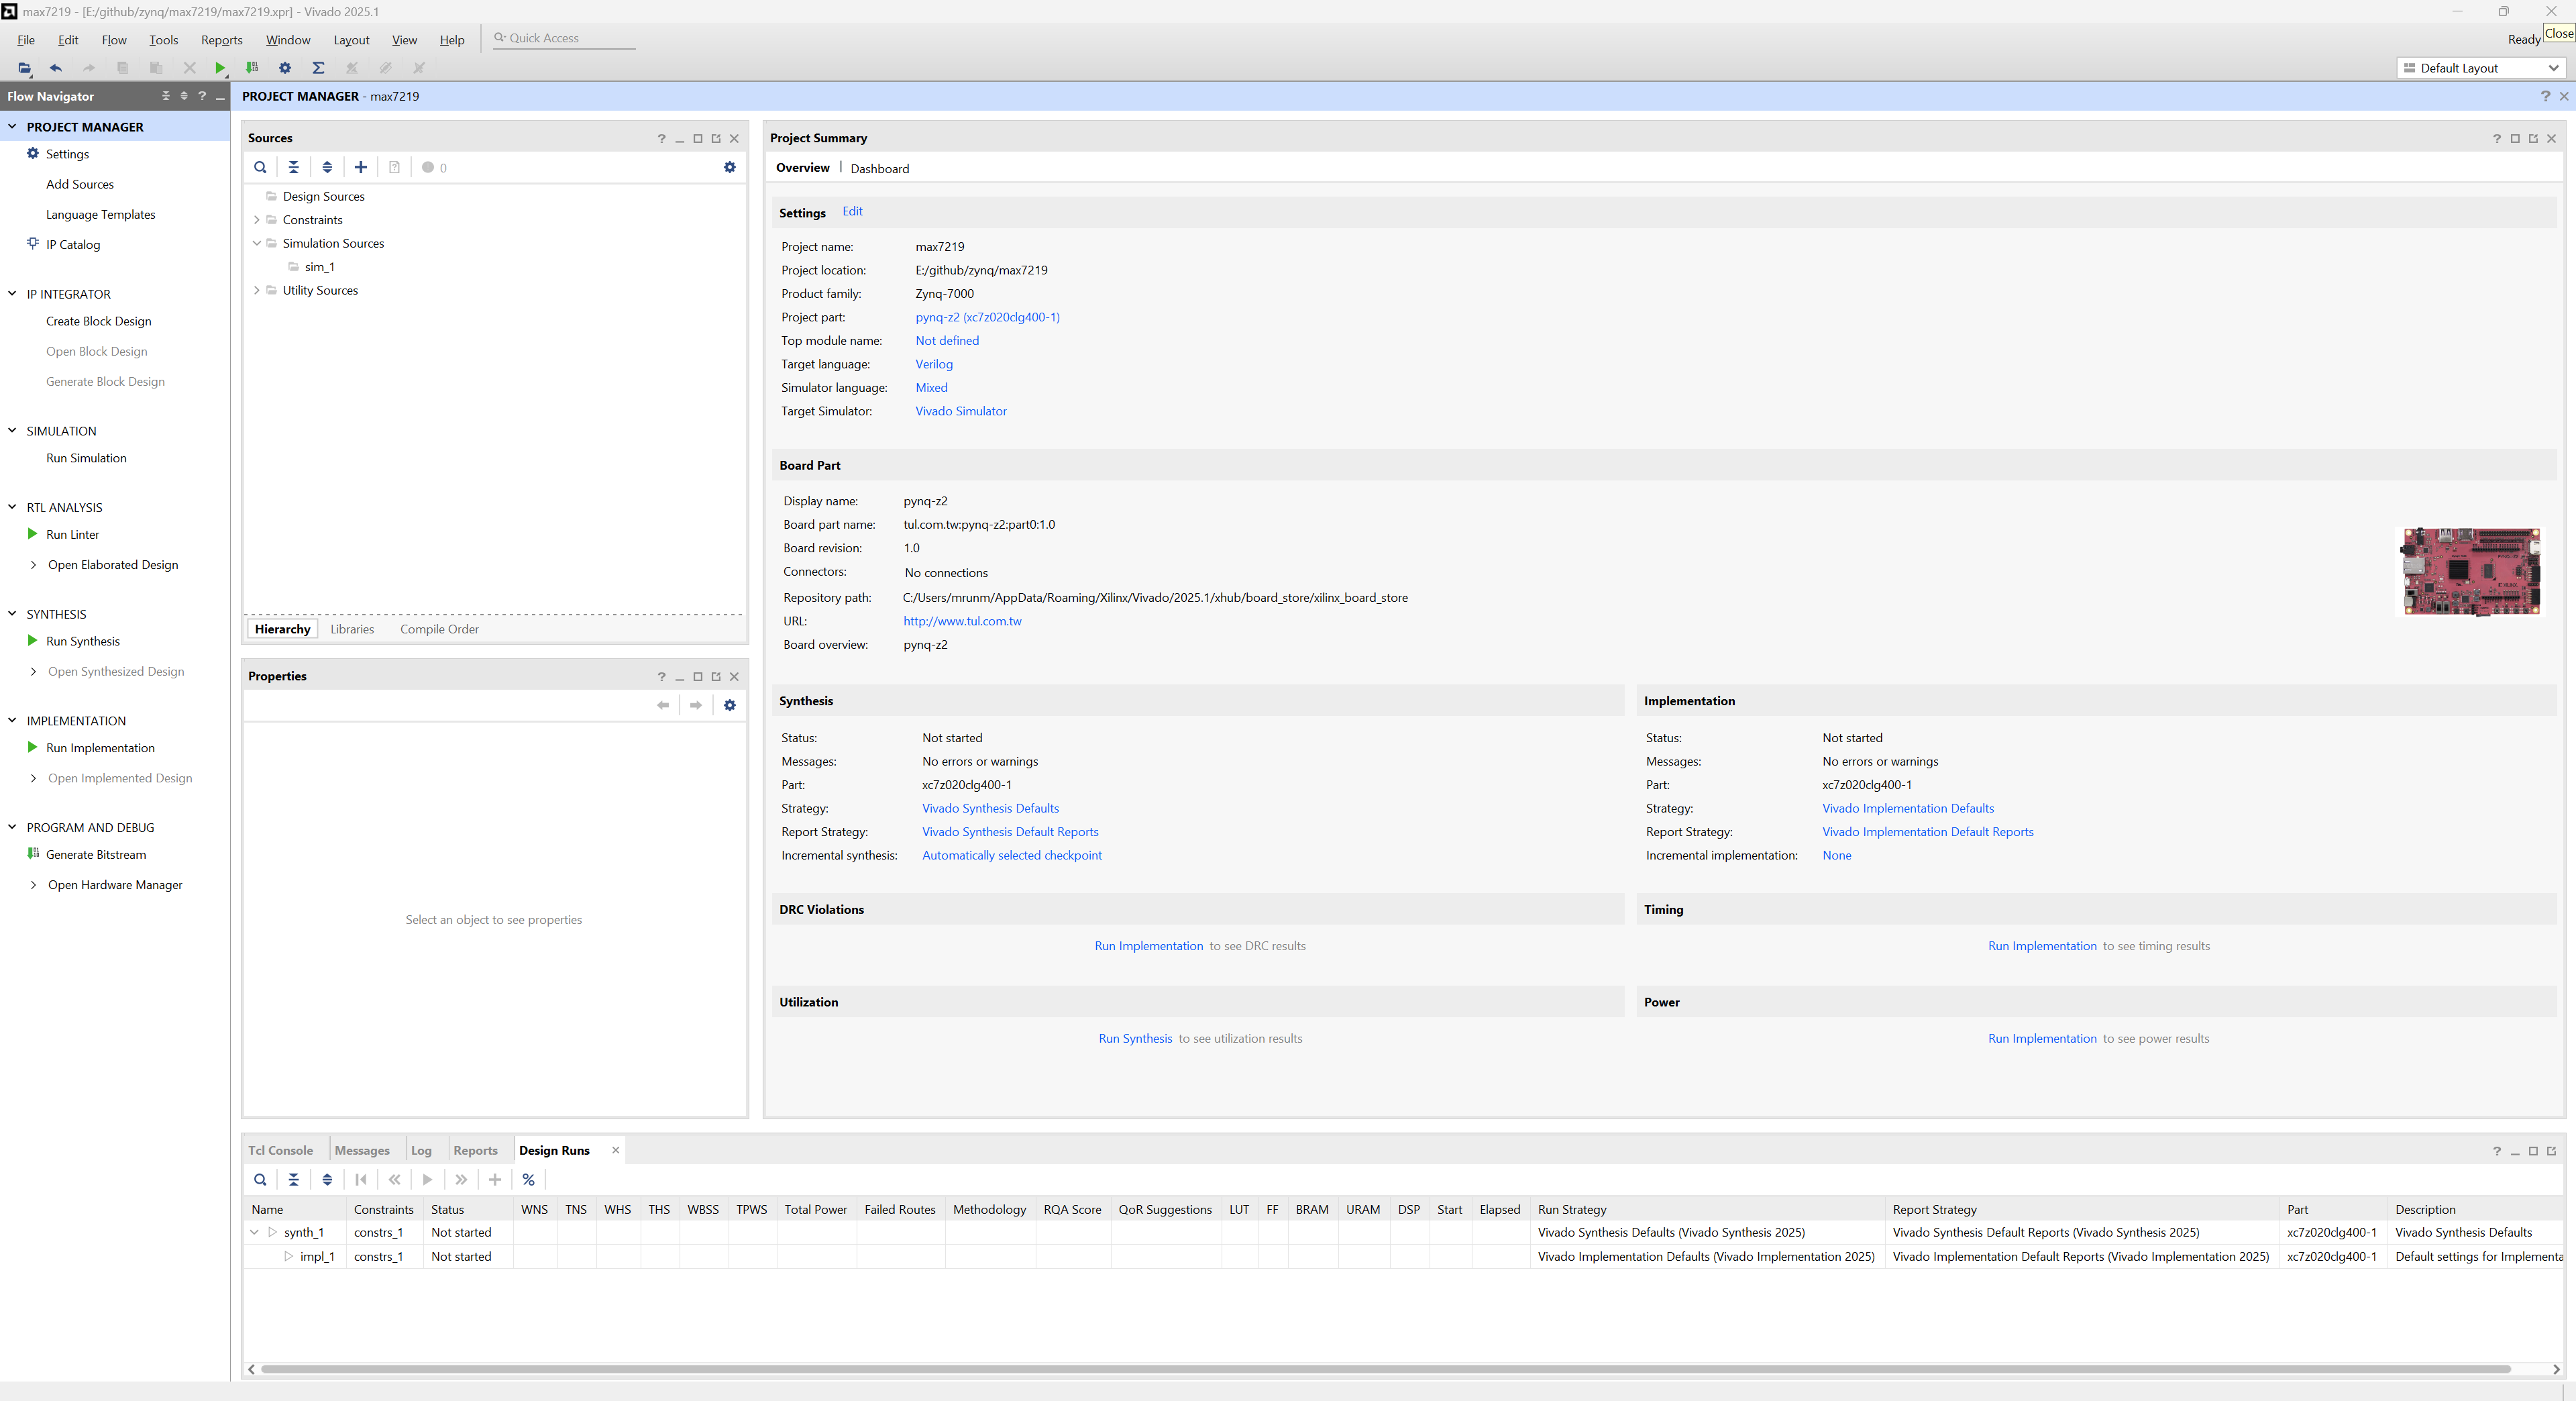 max7219 - [E:/github/zynq/max7219/max7219.xpr] - Vivado 2025.1
File Edit Flow Tools Reports Window Layout View Help Quick Access
Ready
Close
Default Layout
Flow Navigator
PROJECT MANAGER
Settings
Add Sources
Language Templates
IP Catalog
IP INTEGRATOR
Create Block Design
Open Block Design
Generate Block Design
SIMULATION
Run Simulation
RTL ANALYSIS
Run Linter
Open Elaborated Design
SYNTHESIS
Run Synthesis
Open Synthesized Design
IMPLEMENTATION
Run Implementation
Open Implemented Design
PROGRAM AND DEBUG
Generate Bitstream
Open Hardware Manager
PROJECT MANAGER - max7219
Sources
0
Design Sources
Constraints
Simulation Sources
sim_1
Utility Sources
Hierarchy Libraries Compile Order
Properties
Select an object to see properties
Project Summary
Overview | Dashboard
Settings Edit
Project name: max7219
Project location: E:/github/zynq/max7219
Product family: Zynq-7000
Project part: pynq-z2 (xc7z020clg400-1)
Top module name: Not defined
Target language: Verilog
Simulator language: Mixed
Target Simulator: Vivado Simulator
Board Part
Display name: pynq-z2
Board part name: tul.com.tw:pynq-z2:part0:1.0
Board revision: 1.0
Connectors: No connections
Repository path: C:/Users/mrunm/AppData/Roaming/Xilinx/Vivado/2025.1/xhub/board_store/xilinx_board_store
URL: http://www.tul.com.tw
Board overview: pynq-z2
Synthesis
Status: Not started
Messages: No errors or warnings
Part: xc7z020clg400-1
Strategy: Vivado Synthesis Defaults
Report Strategy: Vivado Synthesis Default Reports
Incremental synthesis: Automatically selected checkpoint
Implementation
Status: Not started
Messages: No errors or warnings
Part: xc7z020clg400-1
Strategy: Vivado Implementation Defaults
Report Strategy: Vivado Implementation Default Reports
Incremental implementation: None
DRC Violations
Run Implementation to see DRC results
Timing
Run Implementation to see timing results
Utilization
Run Synthesis to see utilization results
Power
Run Implementation to see power results
Tcl Console Messages Log Reports Design Runs
Name Constraints Status WNS TNS WHS THS WBSS TPWS Total Power Failed Routes Methodology RQA Score QoR Suggestions LUT FF BRAM URAM DSP Start Elapsed Run Strategy Report Strategy Part Description
synth_1 constrs_1 Not started Vivado Synthesis Defaults (Vivado Synthesis 2025) Vivado Synthesis Default Reports (Vivado Synthesis 2025) xc7z020clg400-1 Vivado Synthesis Defaults
impl_1 constrs_1 Not started Vivado Implementation Defaults (Vivado Implementation 2025) Vivado Implementation Default Reports (Vivado Implementation 2025) xc7z020clg400-1 Default settings for Implementa